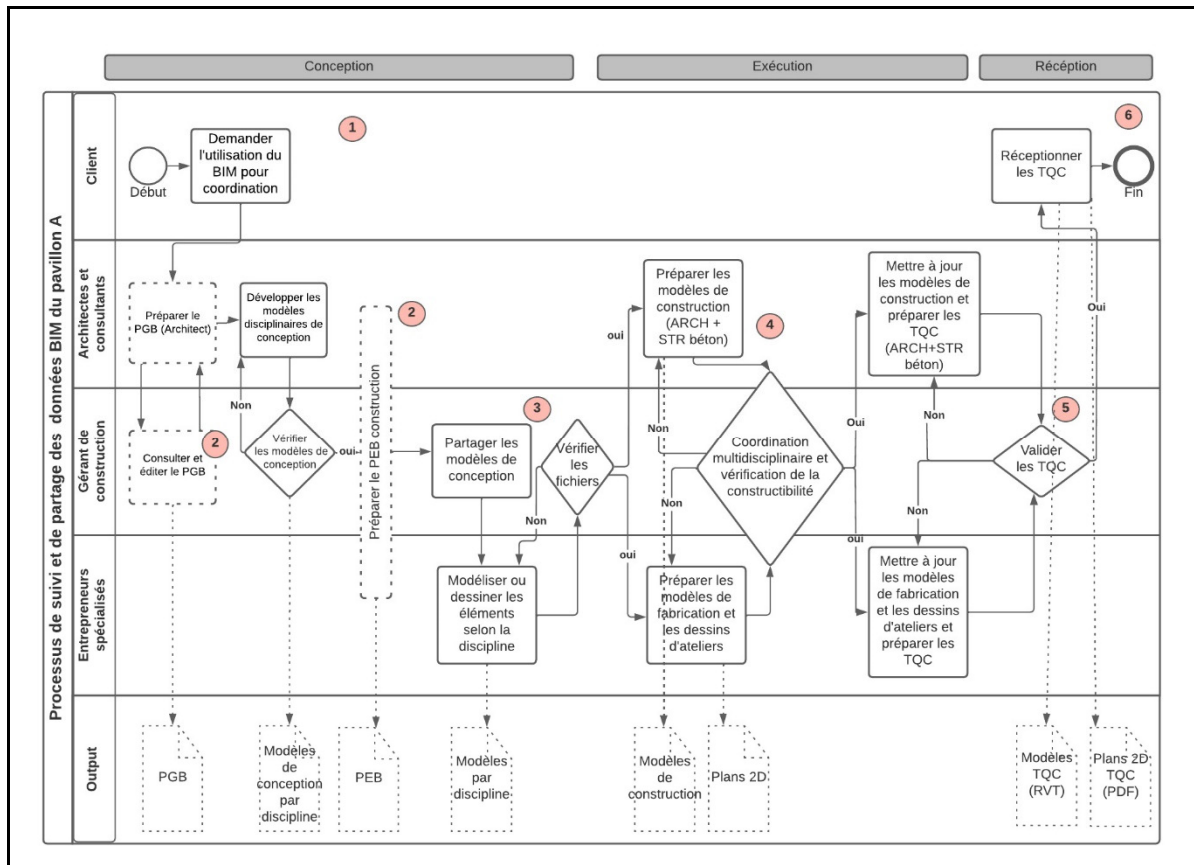 Conception
Exécution
Récéption
Processus de suivi et de partage des données BIM du pavillon A
Client
Début
Demander
l'utilisation du
BIM pour
coordination
1
Réceptionner
les TQC
6
Fin
Architectes et
consultants
Préparer le
PGB (Architect)
Développer les
modèles
disciplinaires de
conception
2
Préparer le PEB construction
oui
Préparer les
modèles de
construction
(ARCH +
STR béton)
4
Mettre à jour
les modèles de
construction et
préparer les
TQC
(ARCH+STR
béton)
Oui
Gérant de
construction
Consulter et
éditer le PGB
2
Non
Vérifier
les modèles de
conception
oui
Partager les
modèles de
conception
3
Vérifier
les
fichiers
Non
oui
Non
Non
Coordination
multidisciplinaire et
vérification de la
constructibilité
Oui
oui
Non
Non
5
Valider
les TQC
Entrepreneurs
spécialisés
Modéliser ou
dessiner les
éléments
selon la
discipline
Préparer les
modèles de
fabrication et
les dessins
d'ateliers
Mettre à jour
les modèles
de fabrication
et les dessins
d'ateliers et
préparer les
TQC
Output
PGB
Modèles
de
conception
par
discipline
PEB
Modèles
par
discipline
Modèles
de
construction
Plans 2D
Modèles
TQC
(RVT)
Plans 2D
TQC
(PDF)